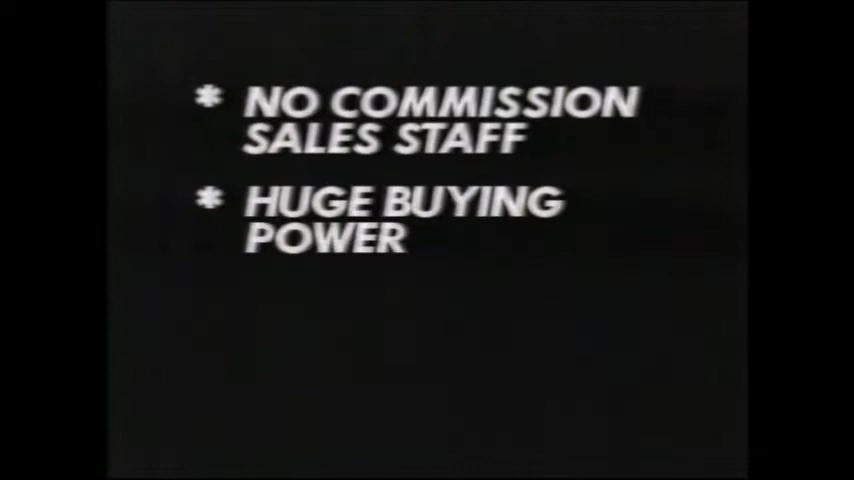 * NO COMMISSION
SALES STAFF
* HUGE BUYING
POWER